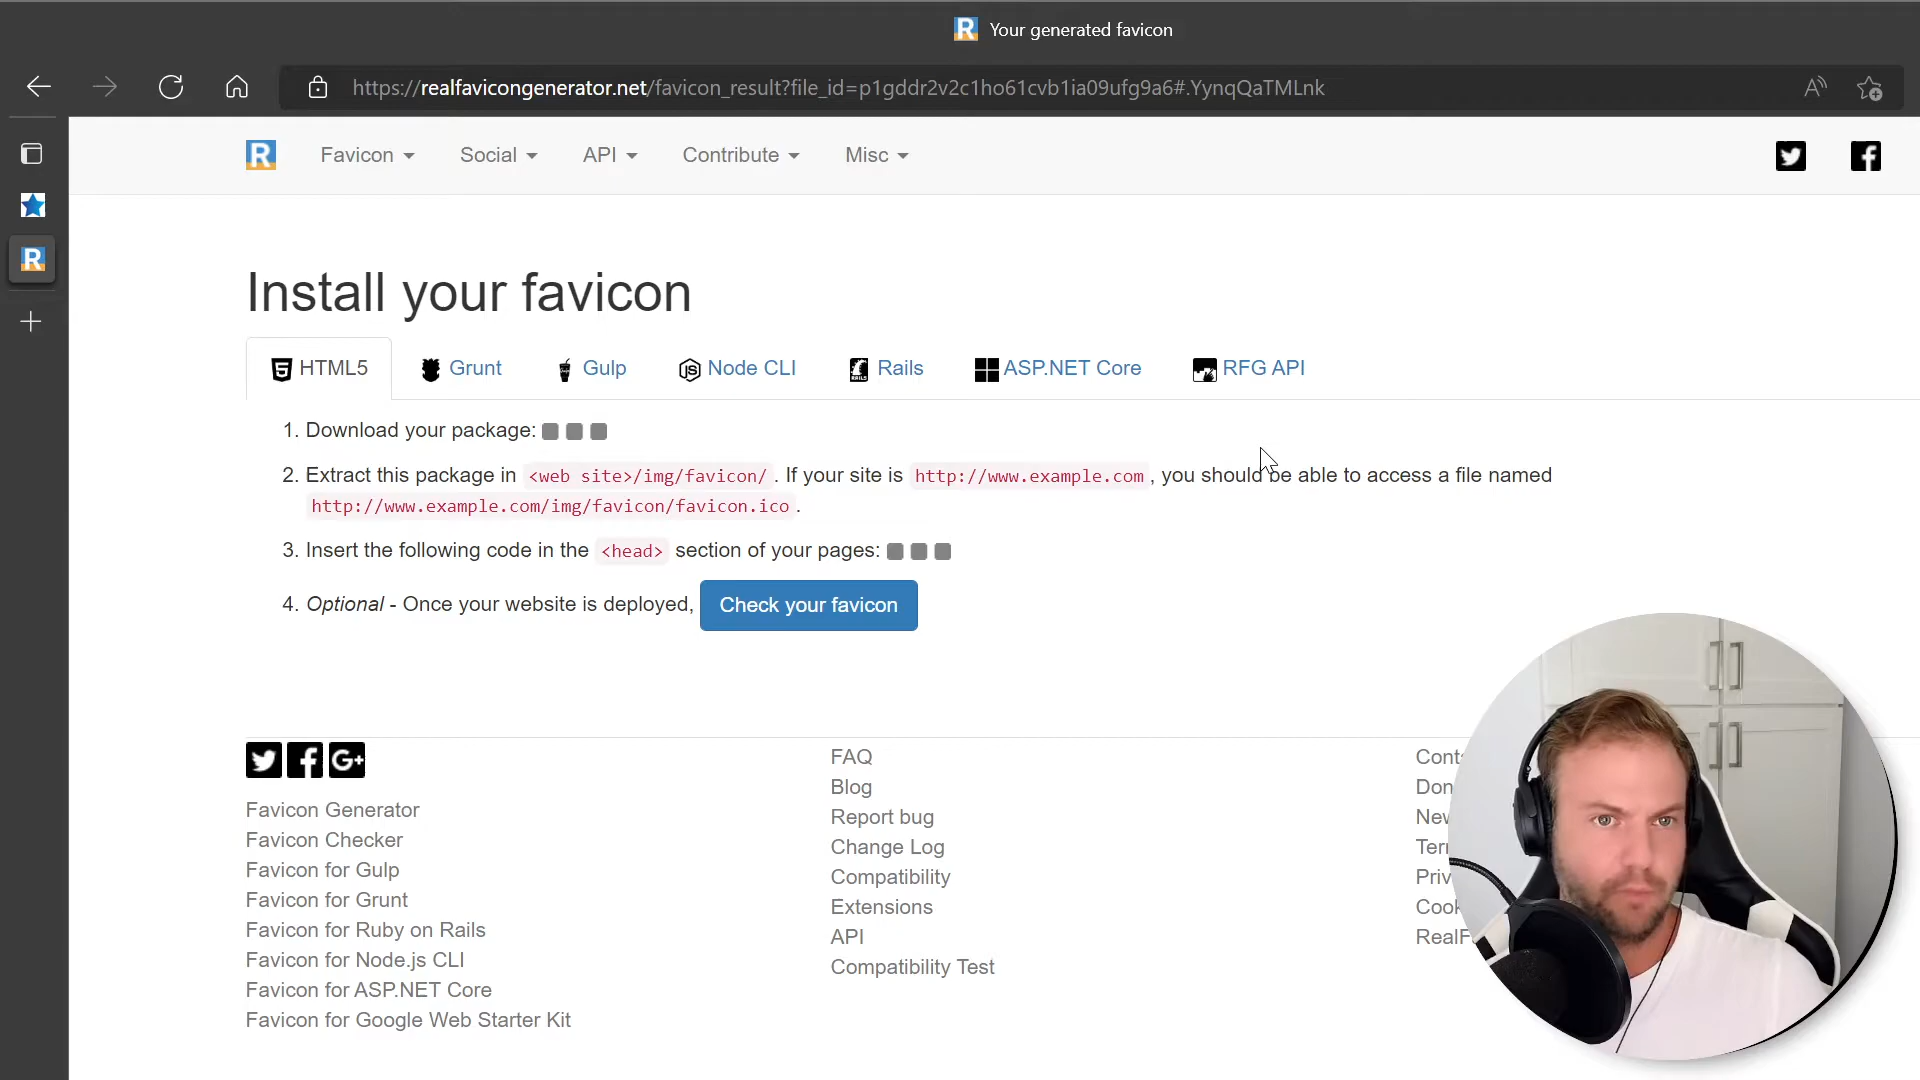 Your generated favicon
https://realfavicongenerator.net/favicon_result?file_id=p1gddr2v2c1ho61cvb1ia09ufg9a6#.YynqQaTMLnk
Favicon Social API Contribute Misc
Install your favicon
HTML5 Grunt Gulp Node CLI Rails ASP.NET Core RFG API
1. Download your package:
2. Extract this package in <web site>/img/favicon/ . If your site is http://www.example.com , you should be able to access a file named
http://www.example.com/img/favicon/favicon.ico .
3. Insert the following code in the <head> section of your pages:
4. Optional - Once your website is deployed, Check your favicon
Favicon Generator
Favicon Checker
Favicon for Gulp
Favicon for Grunt
Favicon for Ruby on Rails
Favicon for Node.js CLI
Favicon for ASP.NET Core
Favicon for Google Web Starter Kit
FAQ
Blog
Report bug
Change Log
Compatibility
Extensions
API
Compatibility Test